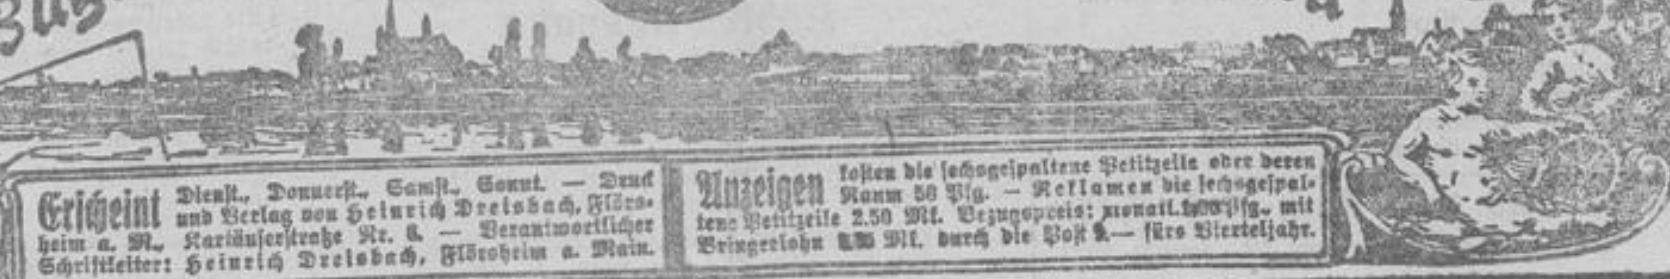 Erscheint Dienst., Donnerst., Samst., Sonnt. — Druck
und Verlag von Heinrich Dreisbach, Flörs-
heim a. M., Kartäuserstraße Nr. 6. — Verantwortlicher
Schriftleiter: Heinrich Dreisbach, Flörsheim a. Main.
Anzeigen kosten die sechsgespaltene Petitzeile oder deren
Raum 50 Pfg. — Reklamen die sechsgespal-
tene Petitzeile 2.50 Mk. Bezugspreis: monatl. Pfg., mit
Bringerlohn Mk. durch die Post — fürs Vierteljahr.